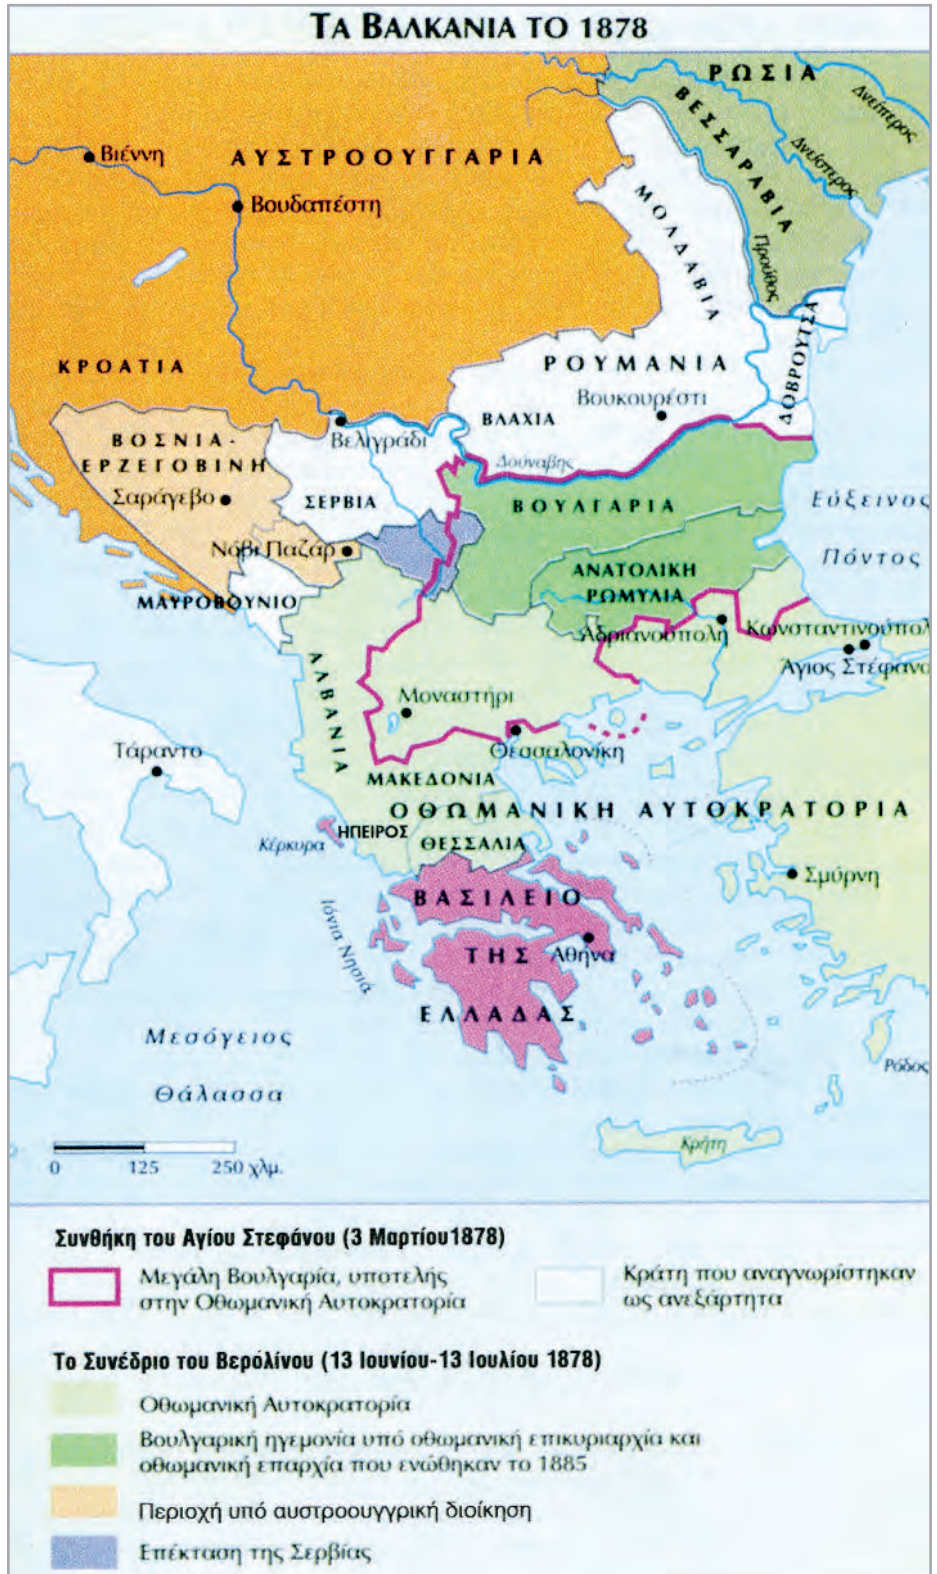 ΤΑ ΒΑΛΚΑΝΙΑ ΤΟ 1878
ΡΩΣΙΑ
ΒΕΣΣΑΡΑΒΙΑ
Δνείπερος
Δνείστερος
Βιέννη
ΑΥΣΤΡΟΟΥΓΓΑΡΙΑ
Βουδαπέστη
ΜΟΛΔΑΒΙΑ
Προύθος
ΔΟΒΡΟΥΤΣΑ
ΚΡΟΑΤΙΑ
ΡΟΥΜΑΝΙΑ
Βουκουρέστι
ΒΛΑΧΙΑ
ΒΟΣΝΙΑ-
ΕΡΖΕΓΟΒΙΝΗ
Βελιγράδι
Δούναβης
Σαράγεβο
ΣΕΡΒΙΑ
ΒΟΥΛΓΑΡΙΑ
Εύξεινος
Πόντος
Νόβι Παζάρ
ΑΝΑΤΟΛΙΚΗ
ΡΩΜΥΛΙΑ
ΜΑΥΡΟΒΟΥΝΙΟ
Αδριανούπολη
Κωνσταντινούπολ
Άγιος Στέφανο
ΑΛΒΑΝΙΑ
Μοναστήρι
Θεσσαλονίκη
Τάραντο
ΜΑΚΕΔΟΝΙΑ
ΟΘΩΜΑΝΙΚΗ ΑΥΤΟΚΡΑΤΟΡΙΑ
Κέρκυρα
ΗΠΕΙΡΟΣ
ΘΕΣΣΑΛΙΑ
Σμύρνη
ΒΑΣΙΛΕΙΟ
ΤΗΣ
ΕΛΛΑΔΑΣ
Αθήνα
Ιόνια Νησιά
Μεσόγειος
Θάλασσα
Ρόδος
Κρήτη
0 125 250 χλμ.
Συνθήκη του Αγίου Στεφάνου (3 Μαρτίου1878)
Μεγάλη Βουλγαρία, υποτελής
στην Οθωμανική Αυτοκρατορία
Κράτη που αναγνωρίστηκαν
ως ανεξάρτητα
Το Συνέδριο του Βερολίνου (13 Ιουνίου-13 Ιουλίου 1878)
Οθωμανική Αυτοκρατορία
Βουλγαρική ηγεμονία υπό οθωμανική επικυριαρχία και
οθωμανική επαρχία που ενώθηκαν το 1885
Περιοχή υπό αυστροουγγρική διοίκηση
Επέκταση της Σερβίας